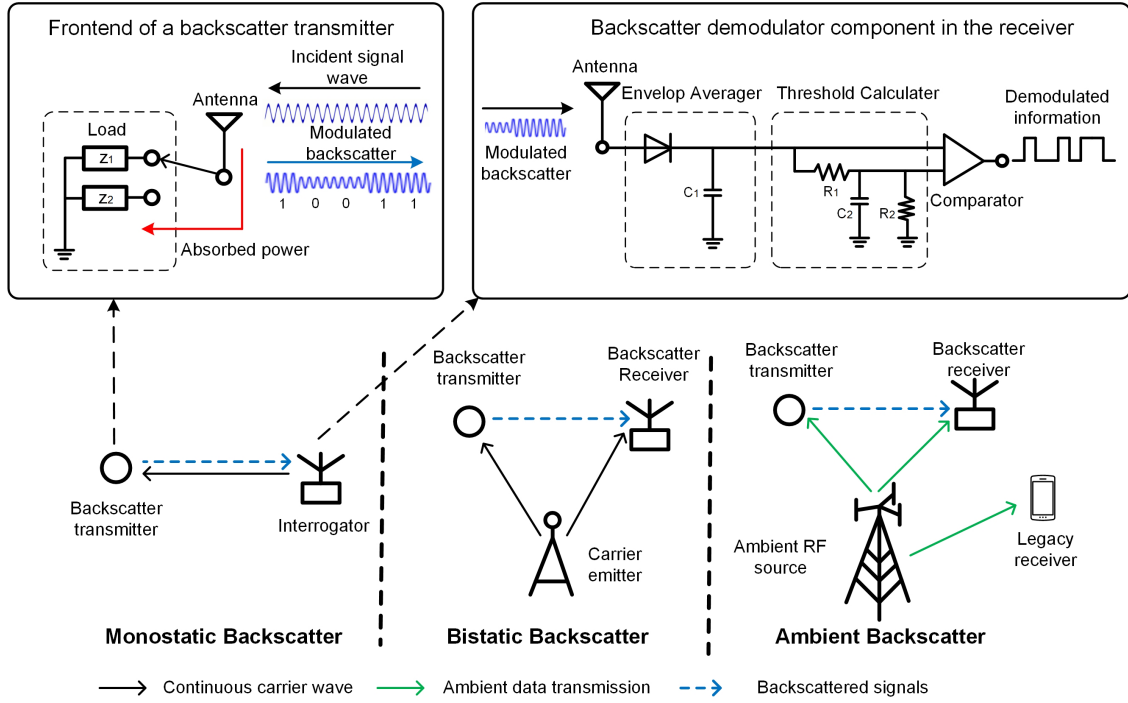 Frontend of a backscatter transmitter
Incident signal
wave
Antenna
Load
Modulated
backscatter
Z1
Z2
1 0 0 1 1
Absorbed power
Backscatter demodulator component in the receiver
Antenna
Envelop Averager
Threshold Calculater
Demodulated
information
Modulated
backscatter
C1
R1
C2
R2
Comparator
Backscatter
transmitter
Interrogator
Monostatic Backscatter
Backscatter
transmitter
Backscatter
Receiver
Carrier
emitter
Bistatic Backscatter
Backscatter
transmitter
Backscatter
receiver
Ambient RF
source
Legacy
receiver
Ambient Backscatter
Continuous carrier wave
Ambient data transmission
Backscattered signals